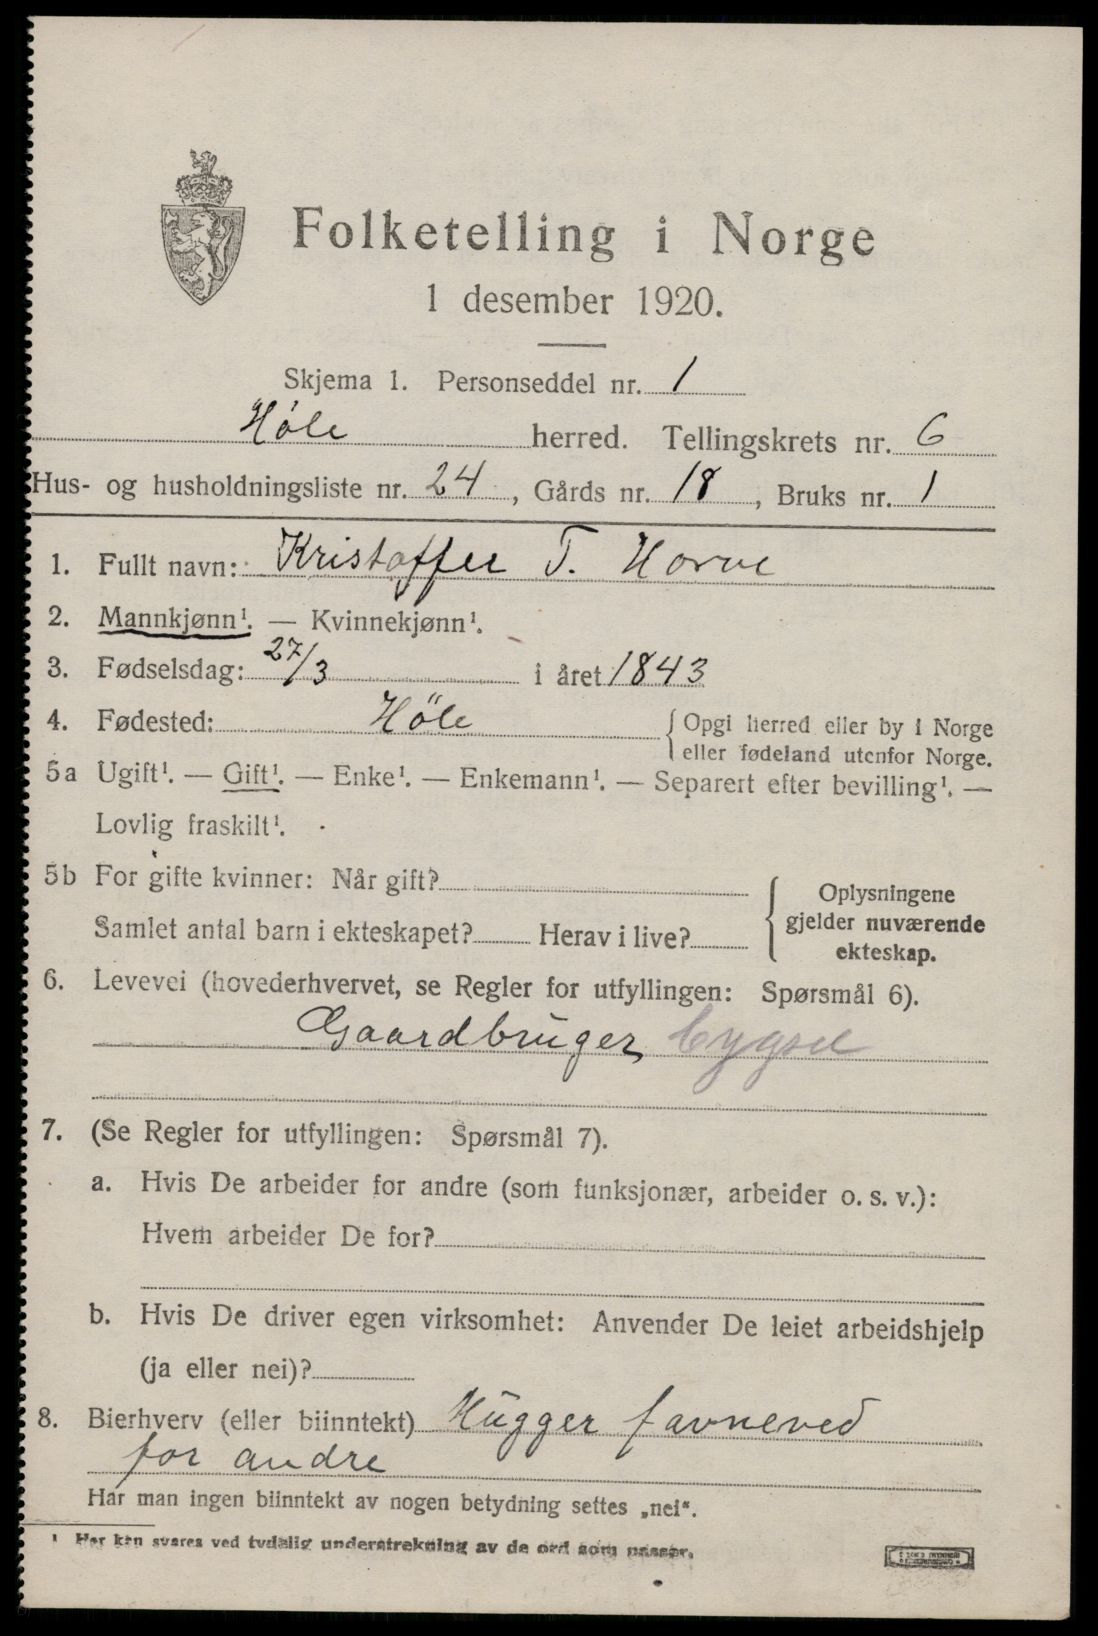 Folketelling i Norge
1 desember 1920.
Skjema 1. Personseddel nr. 1
Høle herred. Tellingskrets nr. 6
Hus- og husholdningsliste nr. 24, Gårds nr. 18, Bruks nr. 1
1. Fullt navn: Kristoffer T. Horve
2. Mannkjønn¹. — Kvinnekjønn¹.
3. Fødselsdag: 27/3 i året 1843
4. Fødested: Höle { Opgi herred eller by i Norge
eller fødeland utenfor Norge.
5a Ugift¹. — Gift¹. — Enke¹. — Enkemann¹. — Separert efter bevilling¹. —
Lovlig fraskilt¹.
5b For gifte kvinner: Når gift?
Samlet antal barn i ekteskapet? Herav i live?
Oplysningene
gjelder nuværende
ekteskap.
6. Levevei (hovederhvervet, se Regler for utfyllingen: Spørsmål 6).
Gaardbruger bygsel
7. (Se Regler for utfyllingen: Spørsmål 7).
a. Hvis De arbeider for andre (som funksjonær, arbeider o. s. v.):
Hvem arbeider De for?
b. Hvis De driver egen virksomhet: Anvender De leiet arbeidshjelp
(ja eller nei)?
8. Bierhverv (eller biinntekt) Hugger favneved
for andre
Har man ingen biinntekt av nogen betydning settes „nei".
¹ Her kan svares ved tydelig understrekning av de ord som passer.